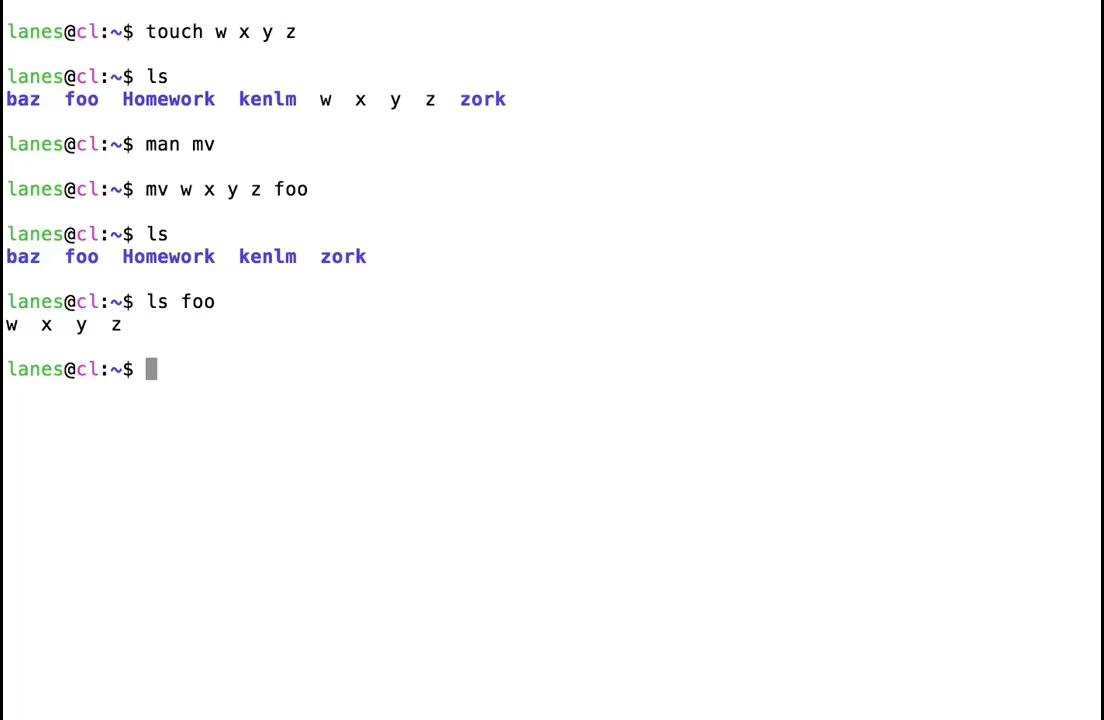 lanes@cl:~$ touch w x y z
lanes@cl:~$ ls
baz  foo  Homework  kenlm  w  x  y  z  zork
lanes@cl:~$ man mv
lanes@cl:~$ mv w x y z foo
lanes@cl:~$ ls
baz  foo  Homework  kenlm  zork
lanes@cl:~$ ls foo
w  x  y  z
lanes@cl:~$